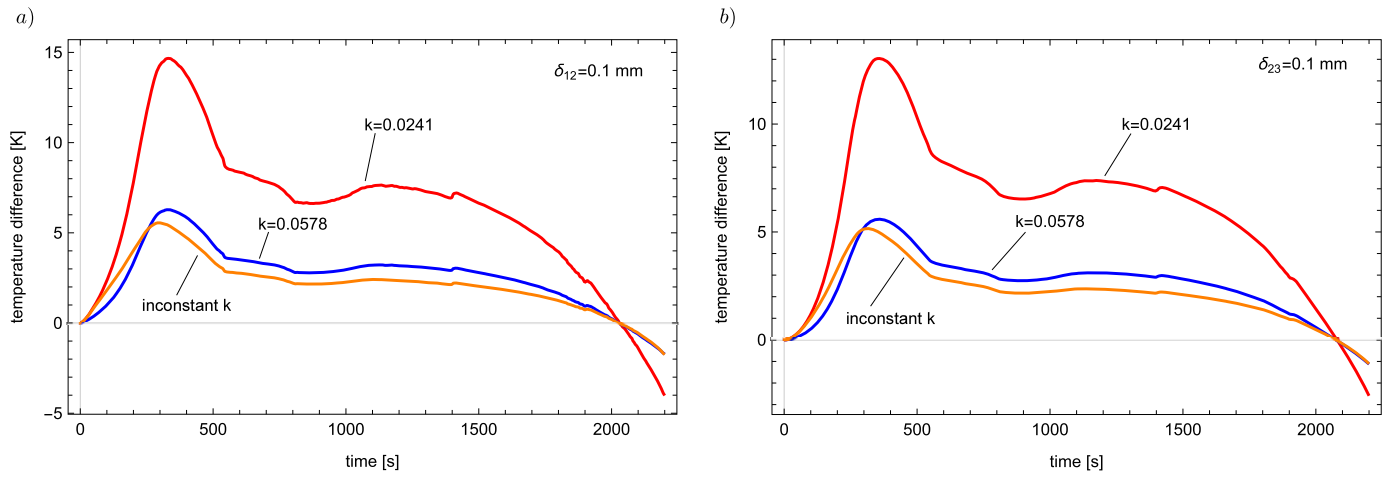 a)
δ12=0.1 mm
k=0.0241
k=0.0578
inconstant k
temperature difference [K]
15
10
5
0
−5
0
500
1000
1500
2000
time [s]
b)
δ23=0.1 mm
k=0.0241
k=0.0578
inconstant k
temperature difference [K]
10
5
0
0
500
1000
1500
2000
time [s]